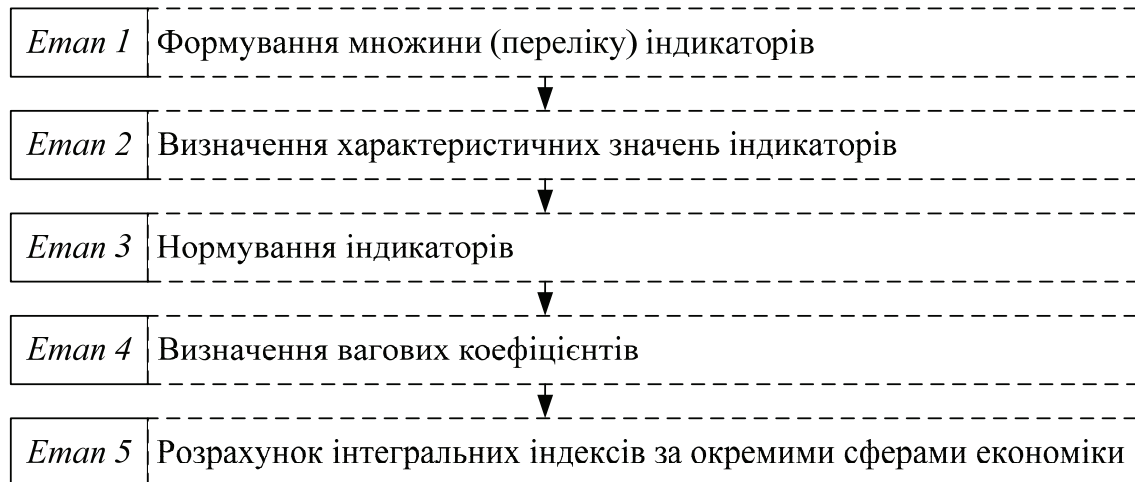 Етап 1 Формування множини (переліку) індикаторів
Етап 2 Визначення характеристичних значень індикаторів
Етап 3 Нормування індикаторів
Етап 4 Визначення вагових коефіцієнтів
Етап 5 Розрахунок інтегральних індексів за окремими сферами економіки